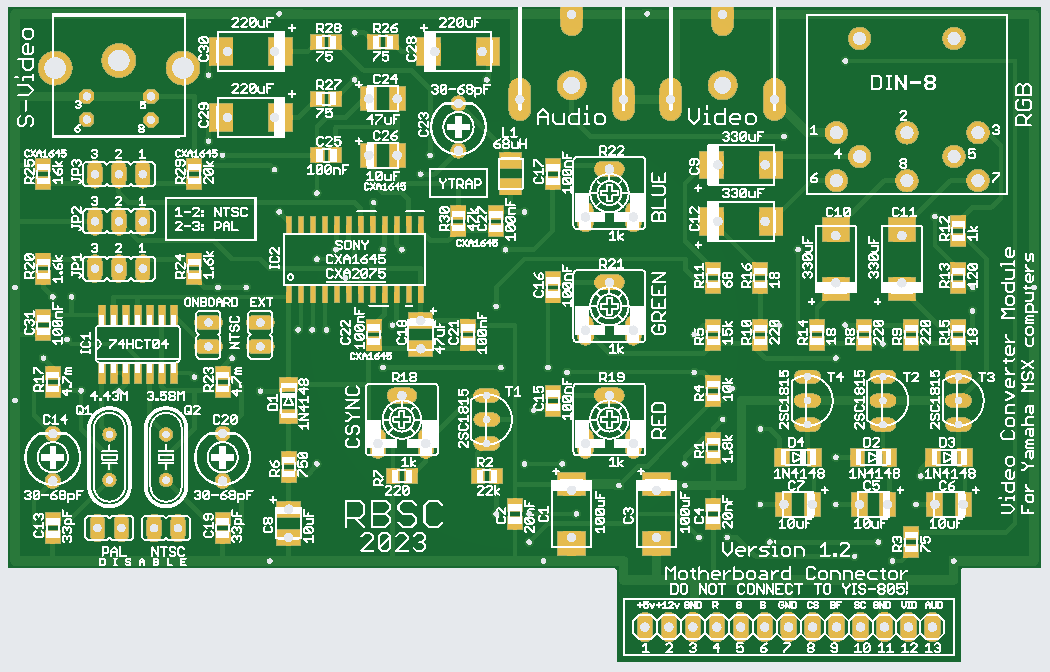 S-Video
3
5
6
8
C30
220uF
+
R28
75
R26
75
C28
220uF
+
C29
220uF
+
R27
75
C24
+
47uF
30-68pF
C23
C26
+
10uF
CXA1645
100nF
C25
L1
68uH
Audio
Video
DIN-8
RGB
1
2
3
4
5
6
7
8
CXA1645
R25
1.6k
JP3
3 2 1
CXA1645
R29
20k
JP2
3 2 1
1-2: NTSC
2-3: PAL
R20
1.6k
JP1
3 2 1
R24
1.6k
YTRAP
R30
47k
C27
100nF
CXA1645
C17
100nF
R22
1k
BLUE
C9
330uF
+
C12
330uF
+
C10
330uF
+
C11
330uF
+
R12
1k
R13
120
IC2
SONY
CXA1645
CXA2075
C16
100nF
R21
1k
GREEN
R11
68
R16
18
R5
15k
R10
220
R14
18
R8
220
R9
220
R15
18
C31
100nF
IC1
74HCT04
ONBOARD EXT
NTSC
C22
100nF
CXA1645
C18
47uF
+
C21
100nF
R17
4.7m
4.43M
3.58M
R23
4.7m
Q1
Q2
C14
30-68pF
C20
30-68pF
D1
1N4148
R6
750
CSYNC
R18
1k
R7
220
2SC1815
T1
R2
22k
C15
100nF
R19
1k
RED
R4
10k
R1
1.8k
2SC1815
T4
2SC1815
T2
2SC1815
T3
D4
1N4148
D2
1N4148
D3
1N4148
C7
10uF
+
C5
10uF
+
C6
10uF
+
C13
33pF
PAL
NTSC
DISABLE
C19
33pF
C8
10uF
+
RBSC
2023
C2
20nF
C1
100uF
+
C3
100uF
+
C4
20nF
R3
75
Version 1.2
Video Converter Module
For Yamaha MSX computers
Motherboard Connector
DO NOT CONNECT TO YIS-805!
+5v +12v GND R G B GND CS BF SC GND VID AUD
1 2 3 4 5 6 7 8 9 10 11 12 13